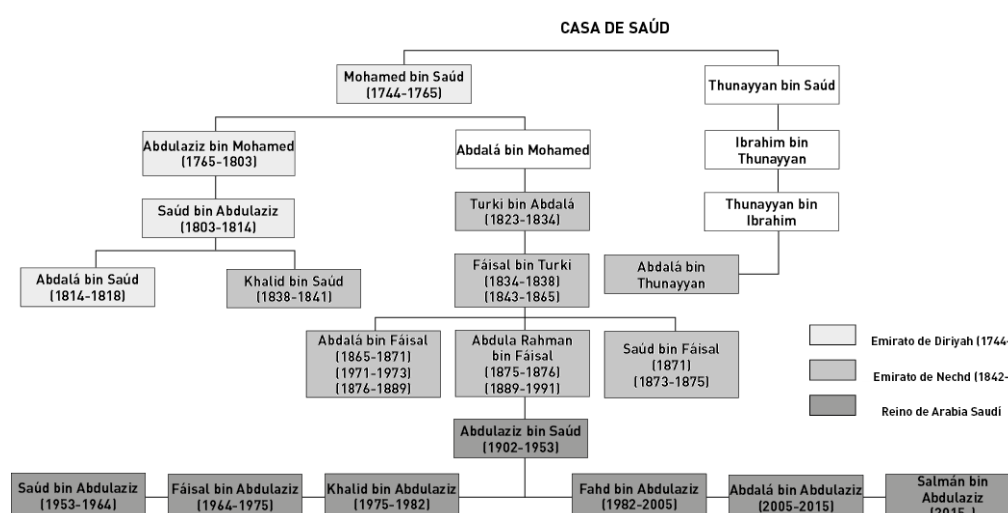 CASA DE SAÚD
Mohamed bin Saúd
(1744-1765)
Thunayyan bin Saúd
Abdulaziz bin Mohamed
(1765-1803)
Abdalá bin Mohamed
Ibrahim bin
Thunayyan
Saúd bin Abdulaziz
(1803-1814)
Turki bin Abdalá
(1823-1834)
Thunayyan bin
Ibrahim
Abdalá bin Saúd
(1814-1818)
Khalid bin Saúd
(1838-1841)
Fáisal bin Turki
(1834-1838)
(1843-1865)
Abdalá bin
Thunayyan
Abdalá bin Fáisal
(1865-1871)
(1971-1973)
(1876-1889)
Abdula Rahman
bin Fáisal
(1875-1876)
(1889-1991)
Saúd bin Fáisal
(1871)
(1873-1875)
Emirato de Diriyah (1744-
Emirato de Nechd (1842-
Reino de Arabia Saudí
Abdulaziz bin Saúd
(1902-1953)
Saúd bin Abdulaziz
(1953-1964)
Fáisal bin Abdulaziz
(1964-1975)
Khalid bin Abdulaziz
(1975-1982)
Fahd bin Abdulaziz
(1982-2005)
Abdalá bin Abdulaziz
(2005-2015)
Salmán bin
Abdulaziz
(2015- )